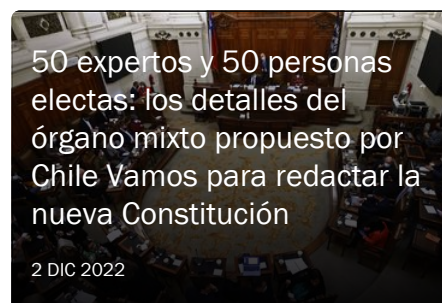 50 expertos y 50 personas
electas: los detalles del
órgano mixto propuesto por
Chile Vamos para redactar la
nueva Constitución
2 DIC 2022